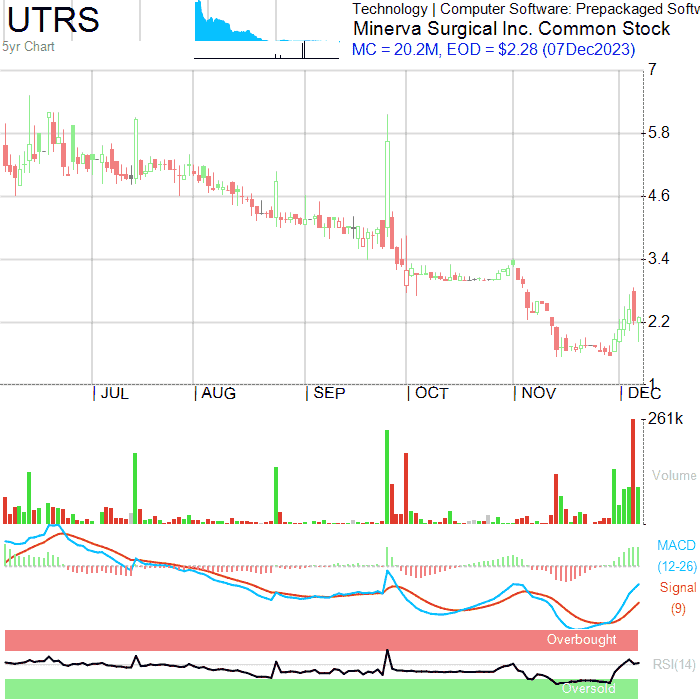 UTRS
5yr Chart
Technology | Computer Software: Prepackaged Softw
Minerva Surgical Inc. Common Stock
MC = 20.2M, EOD = $2.28 (07Dec2023)
7
5.8
4.6
3.4
2.2
1
JUL AUG SEP OCT NOV DEC
261k
Volume
MACD
(12-26)
Signal
(9)
Overbought
RSI(14)
Oversold